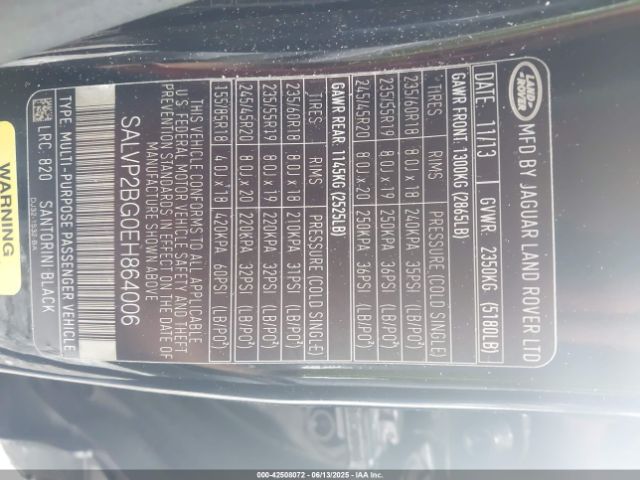 LAND
ROVER
MFD BY JAGUAR LAND ROVER LTD
DATE: 11/13 GVWR: 2350KG (5180LB)
GAWR FRONT: 1300KG (2865LB)
TIRES RIMS PRESSURE (COLD SINGLE)
235/60R18 8.0J x 18 240KPA 35PSI (LB/PO²)
235/55R19 8.0J x 19 250KPA 36PSI (LB/PO²)
245/45R20 8.0J x 20 250KPA 36PSI (LB/PO²)
GAWR REAR: 1145KG (2525LB)
TIRES RIMS PRESSURE (COLD SINGLE)
235/60R18 8.0J x 18 210KPA 31PSI (LB/PO²)
235/55R19 8.0J x 19 220KPA 32PSI (LB/PO²)
245/45R20 8.0J x 20 220KPA 32PSI (LB/PO²)
T155/85R18 4.0J x 18 420KPA 60PSI (LB/PO²)
THIS VEHICLE CONFORMS TO ALL APPLICABLE
U.S. FEDERAL MOTOR VEHICLE SAFETY AND THEFT
PREVENTION STANDARDS IN EFFECT ON THE DATE OF
MANUFACTURE SHOWN ABOVE
SALVP2BG0EH864006
TYPE: MULTI-PURPOSE PASSENGER VEHICLE
LRC. 820 SANTORINI BLACK
WARNING
000-42508072 - 06/13/2025 - IAA Inc.